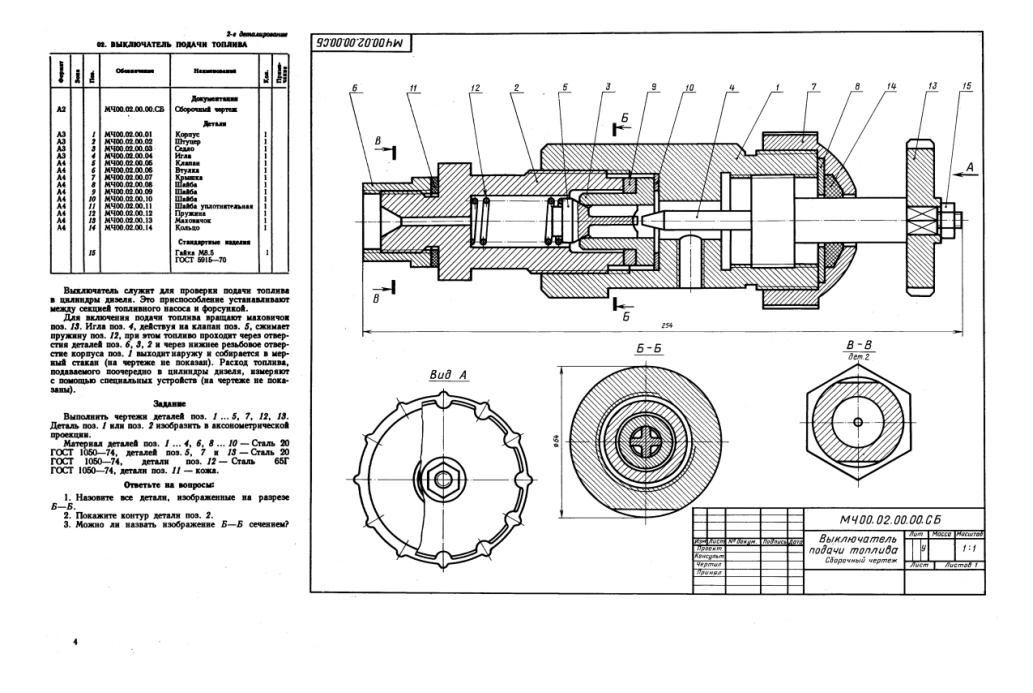 2-е деталирование
02. ВЫКЛЮЧАТЕЛЬ ПОДАЧИ ТОПЛИВА
Формат Зона Поз. Обозначение Наименование Кол. Примечание
Документация
А2 МЧ00.02.00.00.СБ Сборочный чертеж
Детали
А3 1 МЧ00.02.00.01 Корпус 1
А3 2 МЧ00.02.00.02 Штуцер 1
А3 3 МЧ00.02.00.03 Седло 1
А3 4 МЧ00.02.00.04 Игла 1
А4 5 МЧ00.02.00.05 Клапан 1
А4 6 МЧ00.02.00.06 Втулка 1
А4 7 МЧ00.02.00.07 Крышка 1
А4 8 МЧ00.02.00.08 Шайба 1
А4 9 МЧ00.02.00.09 Шайба 1
А4 10 МЧ00.02.00.10 Шайба 1
А4 11 МЧ00.02.00.11 Шайба уплотнительная 1
А4 12 МЧ00.02.00.12 Пружина 1
А4 13 МЧ00.02.00.13 Маховичок 1
А4 14 МЧ00.02.00.14 Кольцо 1
Стандартные изделия
15 Гайка М8.5 1
ГОСТ 5915—70
Выключатель служит для проверки подачи топлива
в цилиндры дизеля. Это приспособление устанавливают
между секцией топливного насоса и форсункой.
Для включения подачи топлива вращают маховичок
поз. 13. Игла поз. 4, действуя на клапан поз. 5, сжимает
пружину поз. 12, при этом топливо проходит через отвер-
стия деталей поз. 6, 3, 2 и через нижнее резьбовое отвер-
стие корпуса поз. 1 выходит наружу и собирается в мер-
ный стакан (на чертеже не показан). Расход топлива,
подаваемого поочередно в цилиндры дизеля, измеряют
с помощью специальных устройств (на чертеже не пока-
заны).
Задание
Выполнить чертежи деталей поз. 1 ... 5, 7, 12, 13.
Деталь поз. 1 или поз. 2 изобразить в аксонометрической
проекции.
Материал деталей поз. 1 ... 4, 6, 8 ... 10 — Сталь 20
ГОСТ 1050—74, деталей поз. 5, 7 и 13 — Сталь 20
ГОСТ 1050—74, детали поз. 12 — Сталь 65Г
ГОСТ 1050—74, детали поз. 11 — кожа.
Ответьте на вопросы:
1. Назовите все детали, изображенные на разрезе
Б—Б.
2. Покажите контур детали поз. 2.
3. Можно ли назвать изображение Б—Б сечением?
4
МЧ00.02.00.00.СБ
6 11 12 2 5 3 9 10 4 1 7 8 14 13 15
Б
В
А
В
Б
254
Вид А
Б-Б
В-В
дет.2
⌀64
МЧ00.02.00.00.СБ
Выключатель
подачи топлива
Сборочный чертеж
Лит Масса Масштаб
У 1:1
Лист Листов 1
Изм Лист № докум. Подпись Дата
Проект.
Консульт
Чертил
Принял